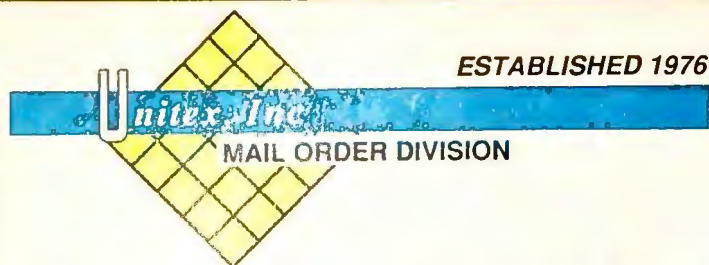 ESTABLISHED 1976
Unitex, Inc.
MAIL ORDER DIVISION